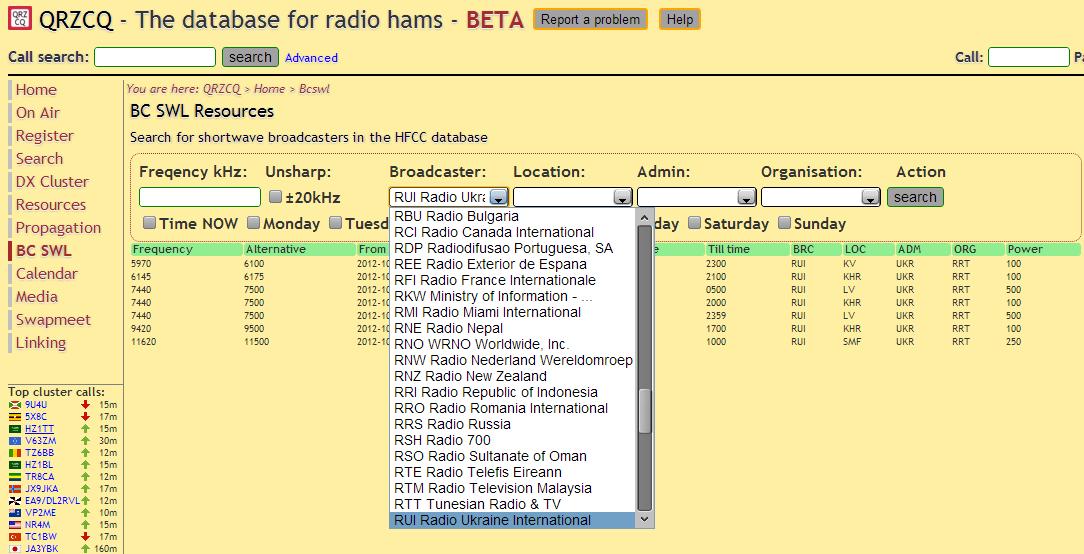 QRZ CQ QRZCQ - The database for radio hams - BETA Report a problem Help
Call search: search Advanced Call: Pa
Home
On Air
Register
Search
DX Cluster
Resources
Propagation
BC SWL
Calendar
Media
Swapmeet
Linking
You are here: QRZCQ > Home > Bcswl
BC SWL Resources
Search for shortwave broadcasters in the HFCC database
Freqency kHz: Unsharp: Broadcaster: Location: Admin: Organisation: Action
±20kHz RUI Radio Ukra search
Time NOW Monday Tuesd day Saturday Sunday
Frequency Alternative From e Till time BRC LOC ADM ORG Power
5970 6100 2012-10 2300 RUI KV UKR RRT 100
6145 6175 2012-10 2100 RUI KHR UKR RRT 100
7440 7500 2012-10 0500 RUI LV UKR RRT 500
7440 7500 2012-10 2000 RUI KHR UKR RRT 100
7440 7500 2012-10 2359 RUI LV UKR RRT 500
9420 9500 2012-10 1700 RUI KHR UKR RRT 100
11620 11500 2012-10 1000 RUI SMF UKR RRT 250
RBU Radio Bulgaria
RCI Radio Canada International
RDP Radiodifusao Portuguesa, SA
REE Radio Exterior de Espana
RFI Radio France Internationale
RKW Ministry of Information - ...
RMI Radio Miami International
RNE Radio Nepal
RNO WRNO Worldwide, Inc.
RNW Radio Nederland Wereldomroep
RNZ Radio New Zealand
RRI Radio Republic of Indonesia
RRO Radio Romania International
RRS Radio Russia
RSH Radio 700
RSO Radio Sultanate of Oman
RTE Radio Telefis Eireann
RTM Radio Television Malaysia
RTT Tunesian Radio & TV
RUI Radio Ukraine International
Top cluster calls:
9U4U 15m
5X8C 17m
HZ1TT 15m
V63ZM 30m
TZ6BB 12m
HZ1BL 15m
TR8CA 12m
JX9JKA 17m
EA9/DL2RVL 12m
VP2ME 10m
NR4M 15m
TC1BW 17m
JA3YBK 160m